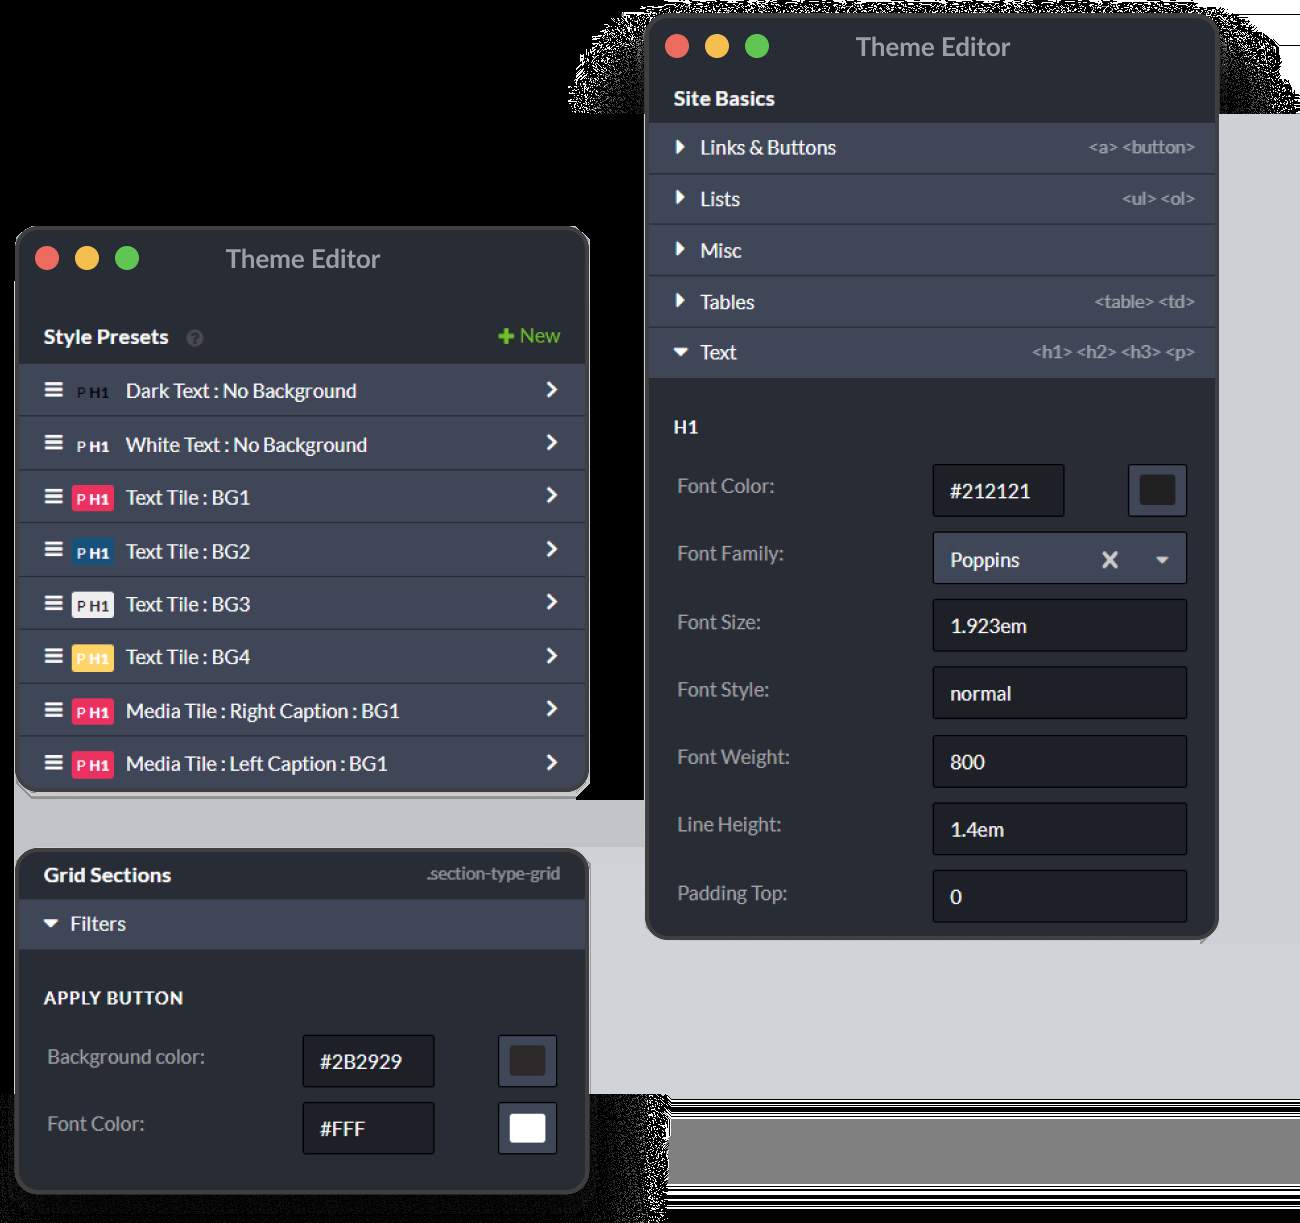 Theme Editor
Style Presets ? New
P H1 Dark Text : No Background
P H1 White Text : No Background
P H1 Text Tile : BG1
P H1 Text Tile : BG2
P H1 Text Tile : BG3
P H1 Text Tile : BG4
P H1 Media Tile : Right Caption : BG1
P H1 Media Tile : Left Caption : BG1
Grid Sections .section-type-grid
Filters
APPLY BUTTON
Background color: #2B2929
Font Color: #FFF
Theme Editor
Site Basics
Links & Buttons <a> <button>
Lists <ul> <ol>
Misc
Tables <table> <td>
Text <h1> <h2> <h3> <p>
H1
Font Color: #212121
Font Family: Poppins
Font Size: 1.923em
Font Style: normal
Font Weight: 800
Line Height: 1.4em
Padding Top: 0